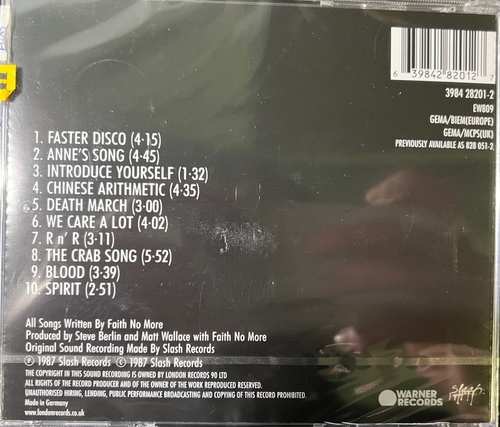 6 39842 82012 7
3984 28201-2
EW809
GEMA/BIEM(EUROPE)
GEMA/MCPS(UK)
PREVIOUSLY AVAILABLE AS 828 051-2
1. FASTER DISCO (4·15)
2. ANNE'S SONG (4·45)
3. INTRODUCE YOURSELF (1·32)
4. CHINESE ARITHMETIC (4·35)
5. DEATH MARCH (3·00)
6. WE CARE A LOT (4·02)
7. R n' R (3·11)
8. THE CRAB SONG (5·52)
9. BLOOD (3·39)
10. SPIRIT (2·51)
All Songs Written By Faith No More
Produced by Steve Berlin and Matt Wallace with Faith No More
Original Sound Recording Made By Slash Records
℗ 1987 Slash Records © 1987 Slash Records
THE COPYRIGHT IN THIS SOUND RECORDING IS OWNED BY LONDON RECORDS 90 LTD
ALL RIGHTS OF THE RECORD PRODUCER AND OF THE OWNER OF THE WORK REPRODUCED RESERVED.
UNAUTHORISED HIRING, LENDING, PUBLIC PERFORMANCE BROADCASTING AND COPYING OF THIS RECORD PROHIBITED.
Made in Germany
www.londonrecords.co.uk
WARNER
RECORDS
Slash